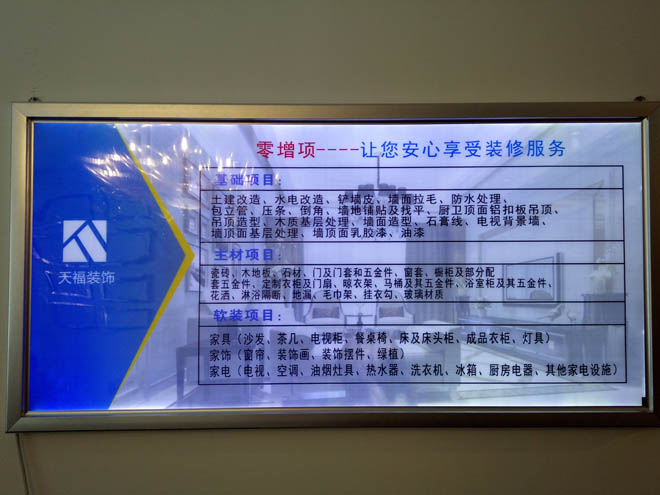 零增项----让您安心享受装修服务
基础项目：
土建改造、水电改造、铲墙皮、墙面拉毛、防水处理、
包立管、压条、倒角、墙地铺贴及找平、厨卫顶面铝扣板吊顶、
吊顶造型、木质基层处理、墙面造型、石膏线、电视背景墙、
墙顶面基层处理、墙顶面乳胶漆、油漆
主材项目：
瓷砖、木地板、石材、门及门套和五金件、窗套、橱柜及部分配
套五金件、定制衣柜及门扇、晾衣架、马桶及其五金件、浴室柜及其五金件、
花洒、淋浴隔断、地漏、毛巾架、挂衣勾、玻璃材质
软装项目：
家具（沙发、茶几、电视柜、餐桌椅、床及床头柜、成品衣柜、灯具）
家饰（窗帘、装饰画、装饰摆件、绿植）
家电（电视、空调、油烟灶具、热水器、洗衣机、冰箱、厨房电器、其他家电设施）
天福装饰